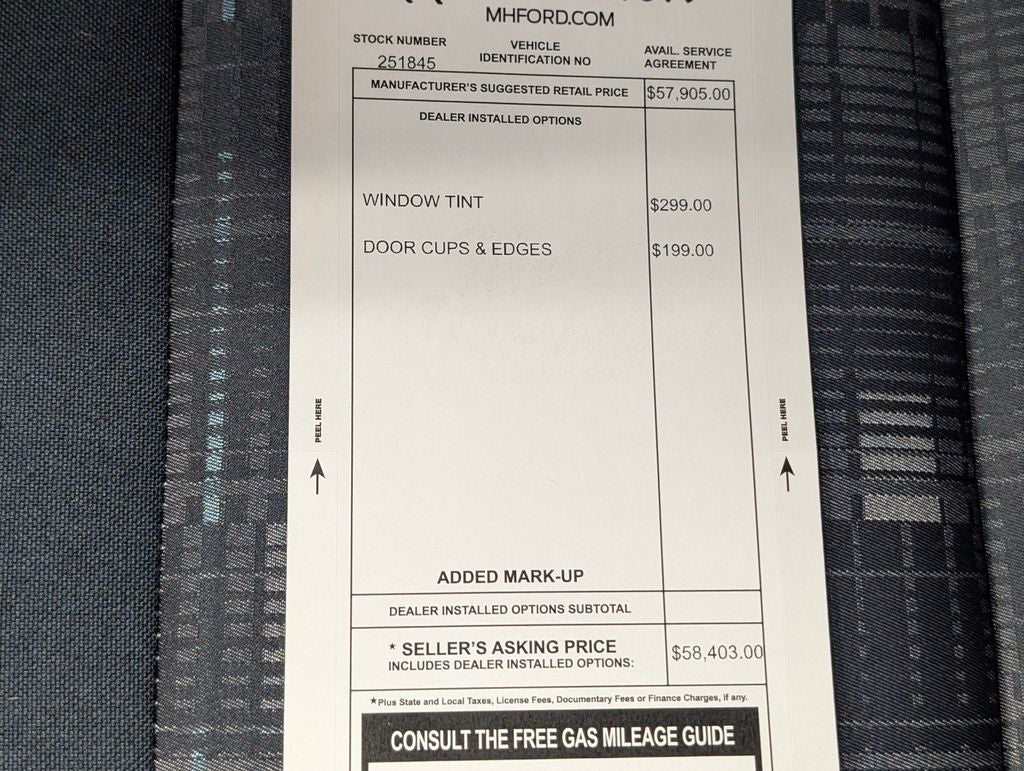 MHFORD.COM
STOCK NUMBER
251845
VEHICLE
IDENTIFICATION NO
AVAIL. SERVICE
AGREEMENT
MANUFACTURER'S SUGGESTED RETAIL PRICE $57,905.00
DEALER INSTALLED OPTIONS
WINDOW TINT $299.00
DOOR CUPS & EDGES $199.00
PEEL HERE
PEEL HERE
ADDED MARK-UP
DEALER INSTALLED OPTIONS SUBTOTAL
* SELLER'S ASKING PRICE $58,403.00
INCLUDES DEALER INSTALLED OPTIONS:
*Plus State and Local Taxes, License Fees, Documentary Fees or Finance Charges, if any.
CONSULT THE FREE GAS MILEAGE GUIDE